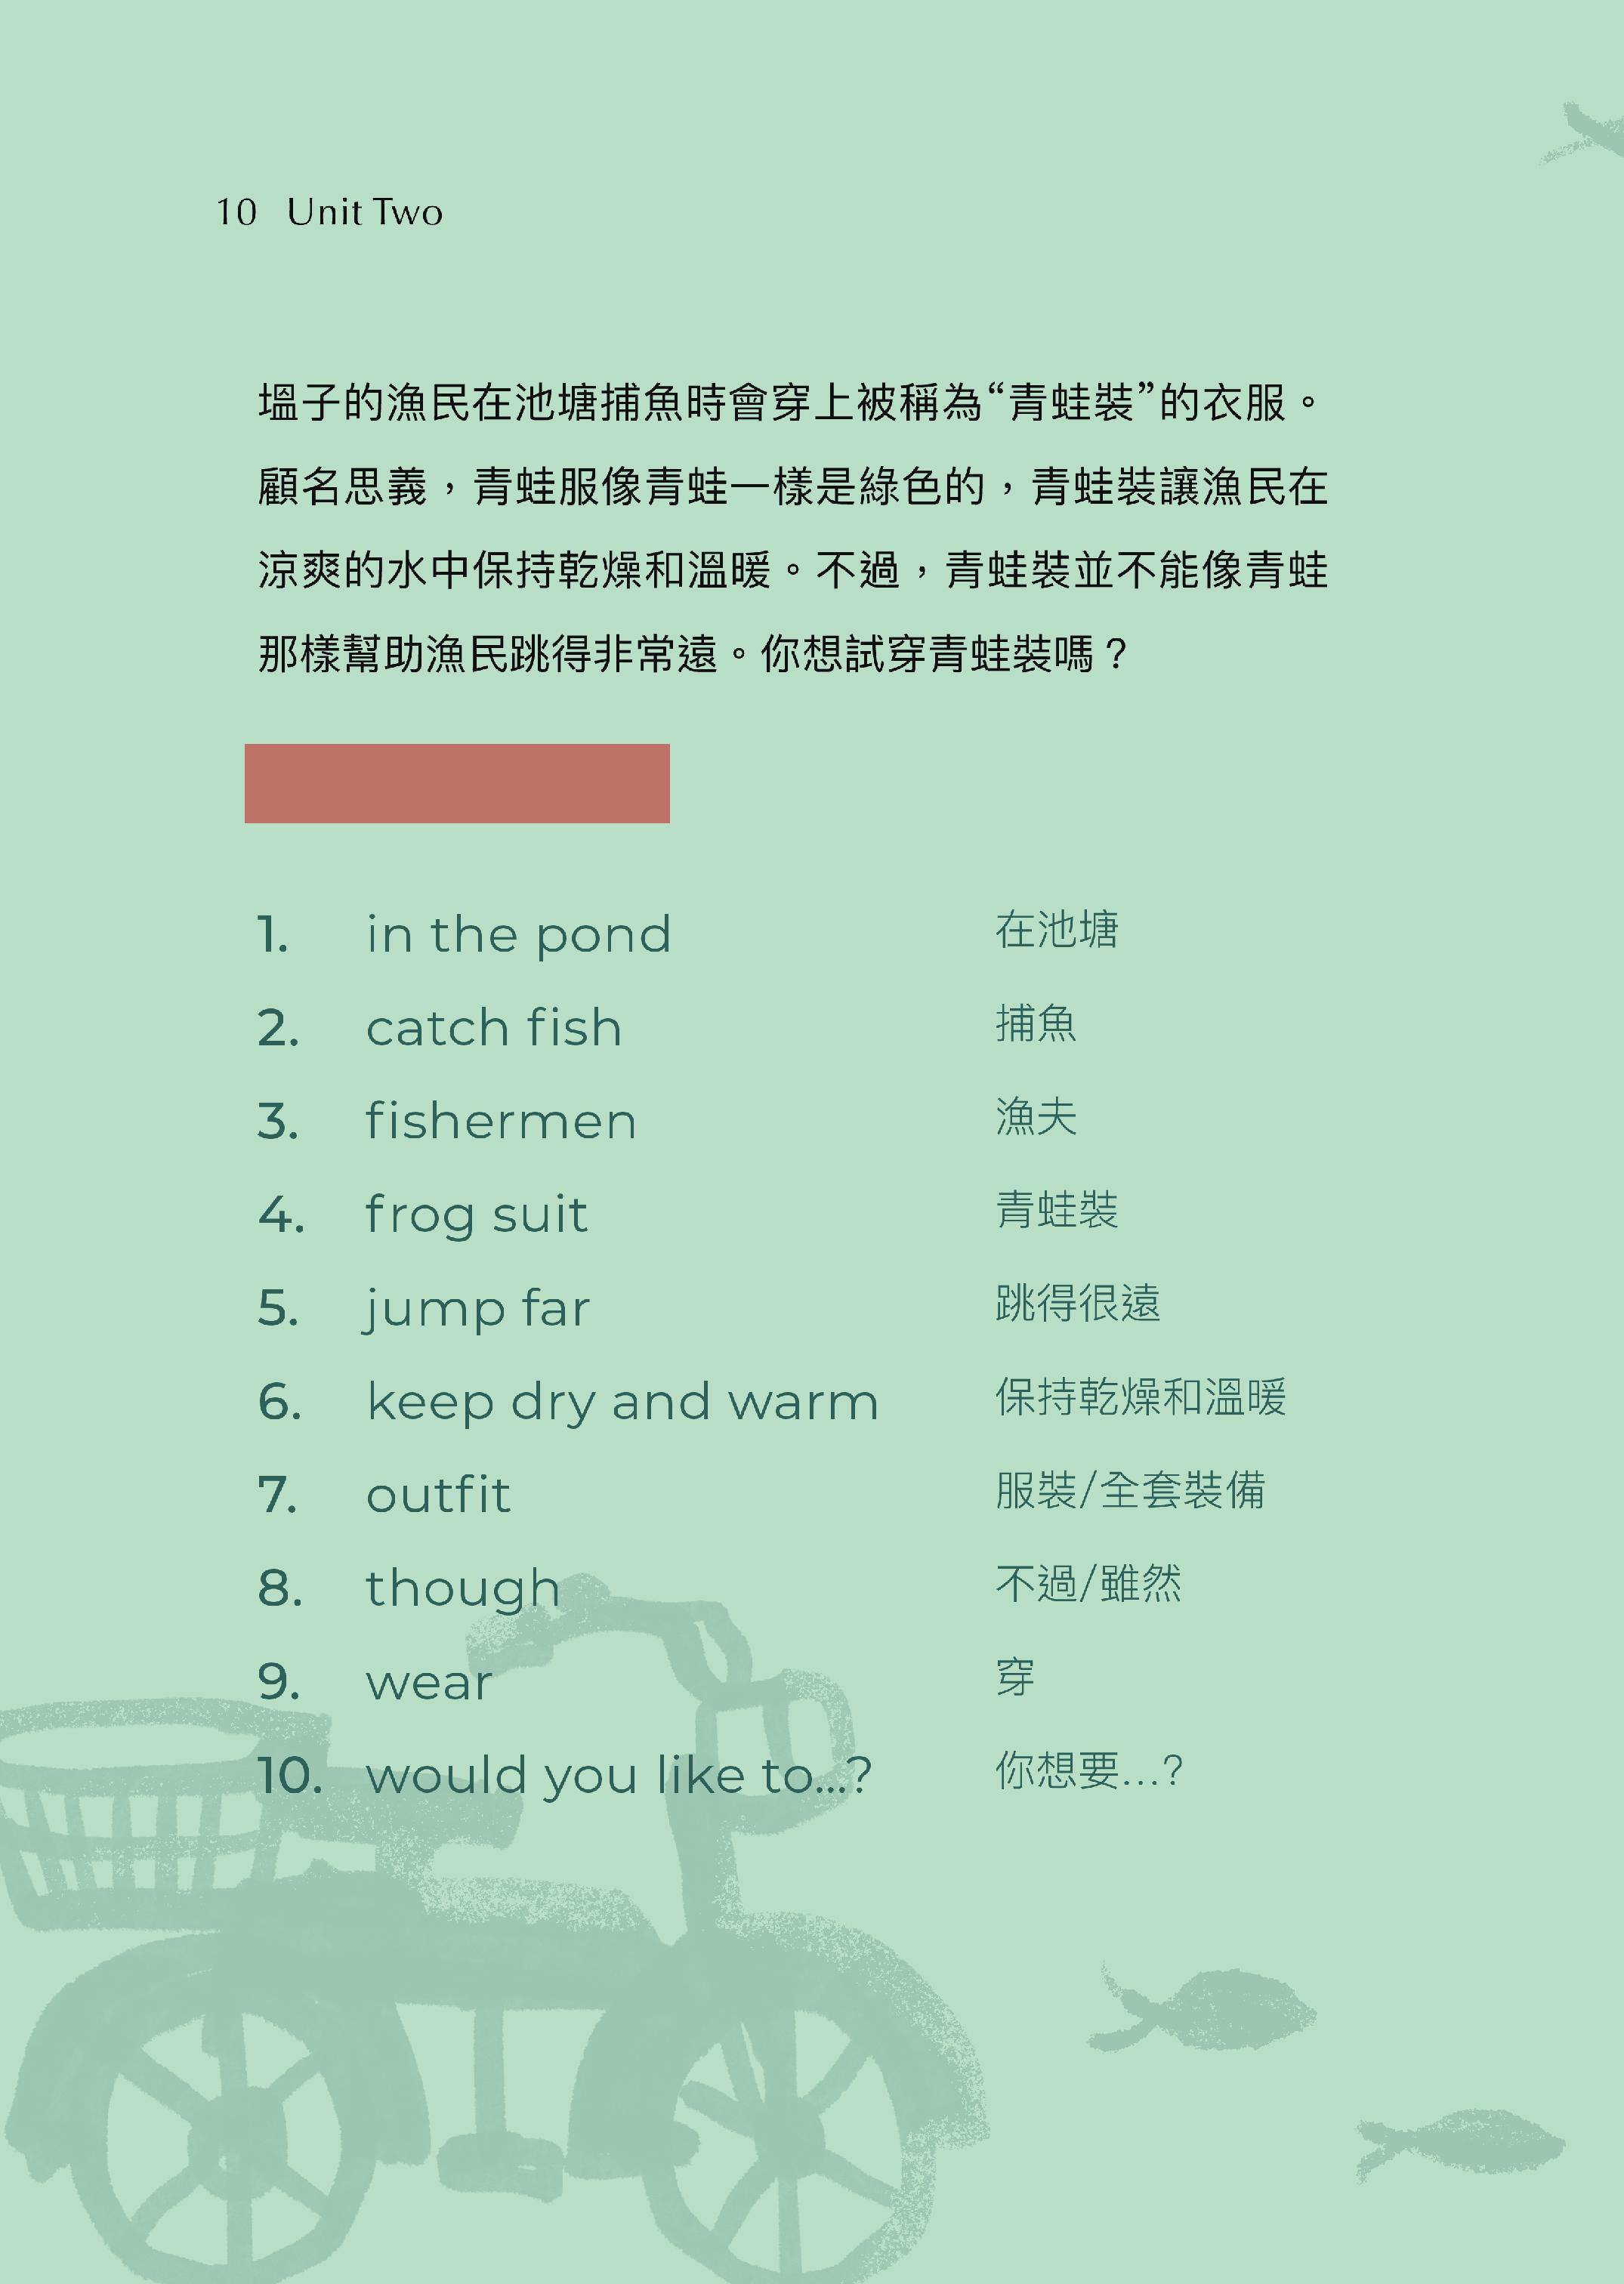 10 Unit Two
塭子的漁民在池塘捕魚時會穿上被稱為“青蛙裝”的衣服。
顧名思義，青蛙服像青蛙一樣是綠色的，青蛙裝讓漁民在
涼爽的水中保持乾燥和溫暖。不過，青蛙裝並不能像青蛙
那樣幫助漁民跳得非常遠。你想試穿青蛙裝嗎？
1. in the pond 在池塘
2. catch fish 捕魚
3. fishermen 漁夫
4. frog suit 青蛙裝
5. jump far 跳得很遠
6. keep dry and warm 保持乾燥和溫暖
7. outfit 服裝/全套裝備
8. though 不過/雖然
9. wear 穿
10. would you like to...? 你想要...?